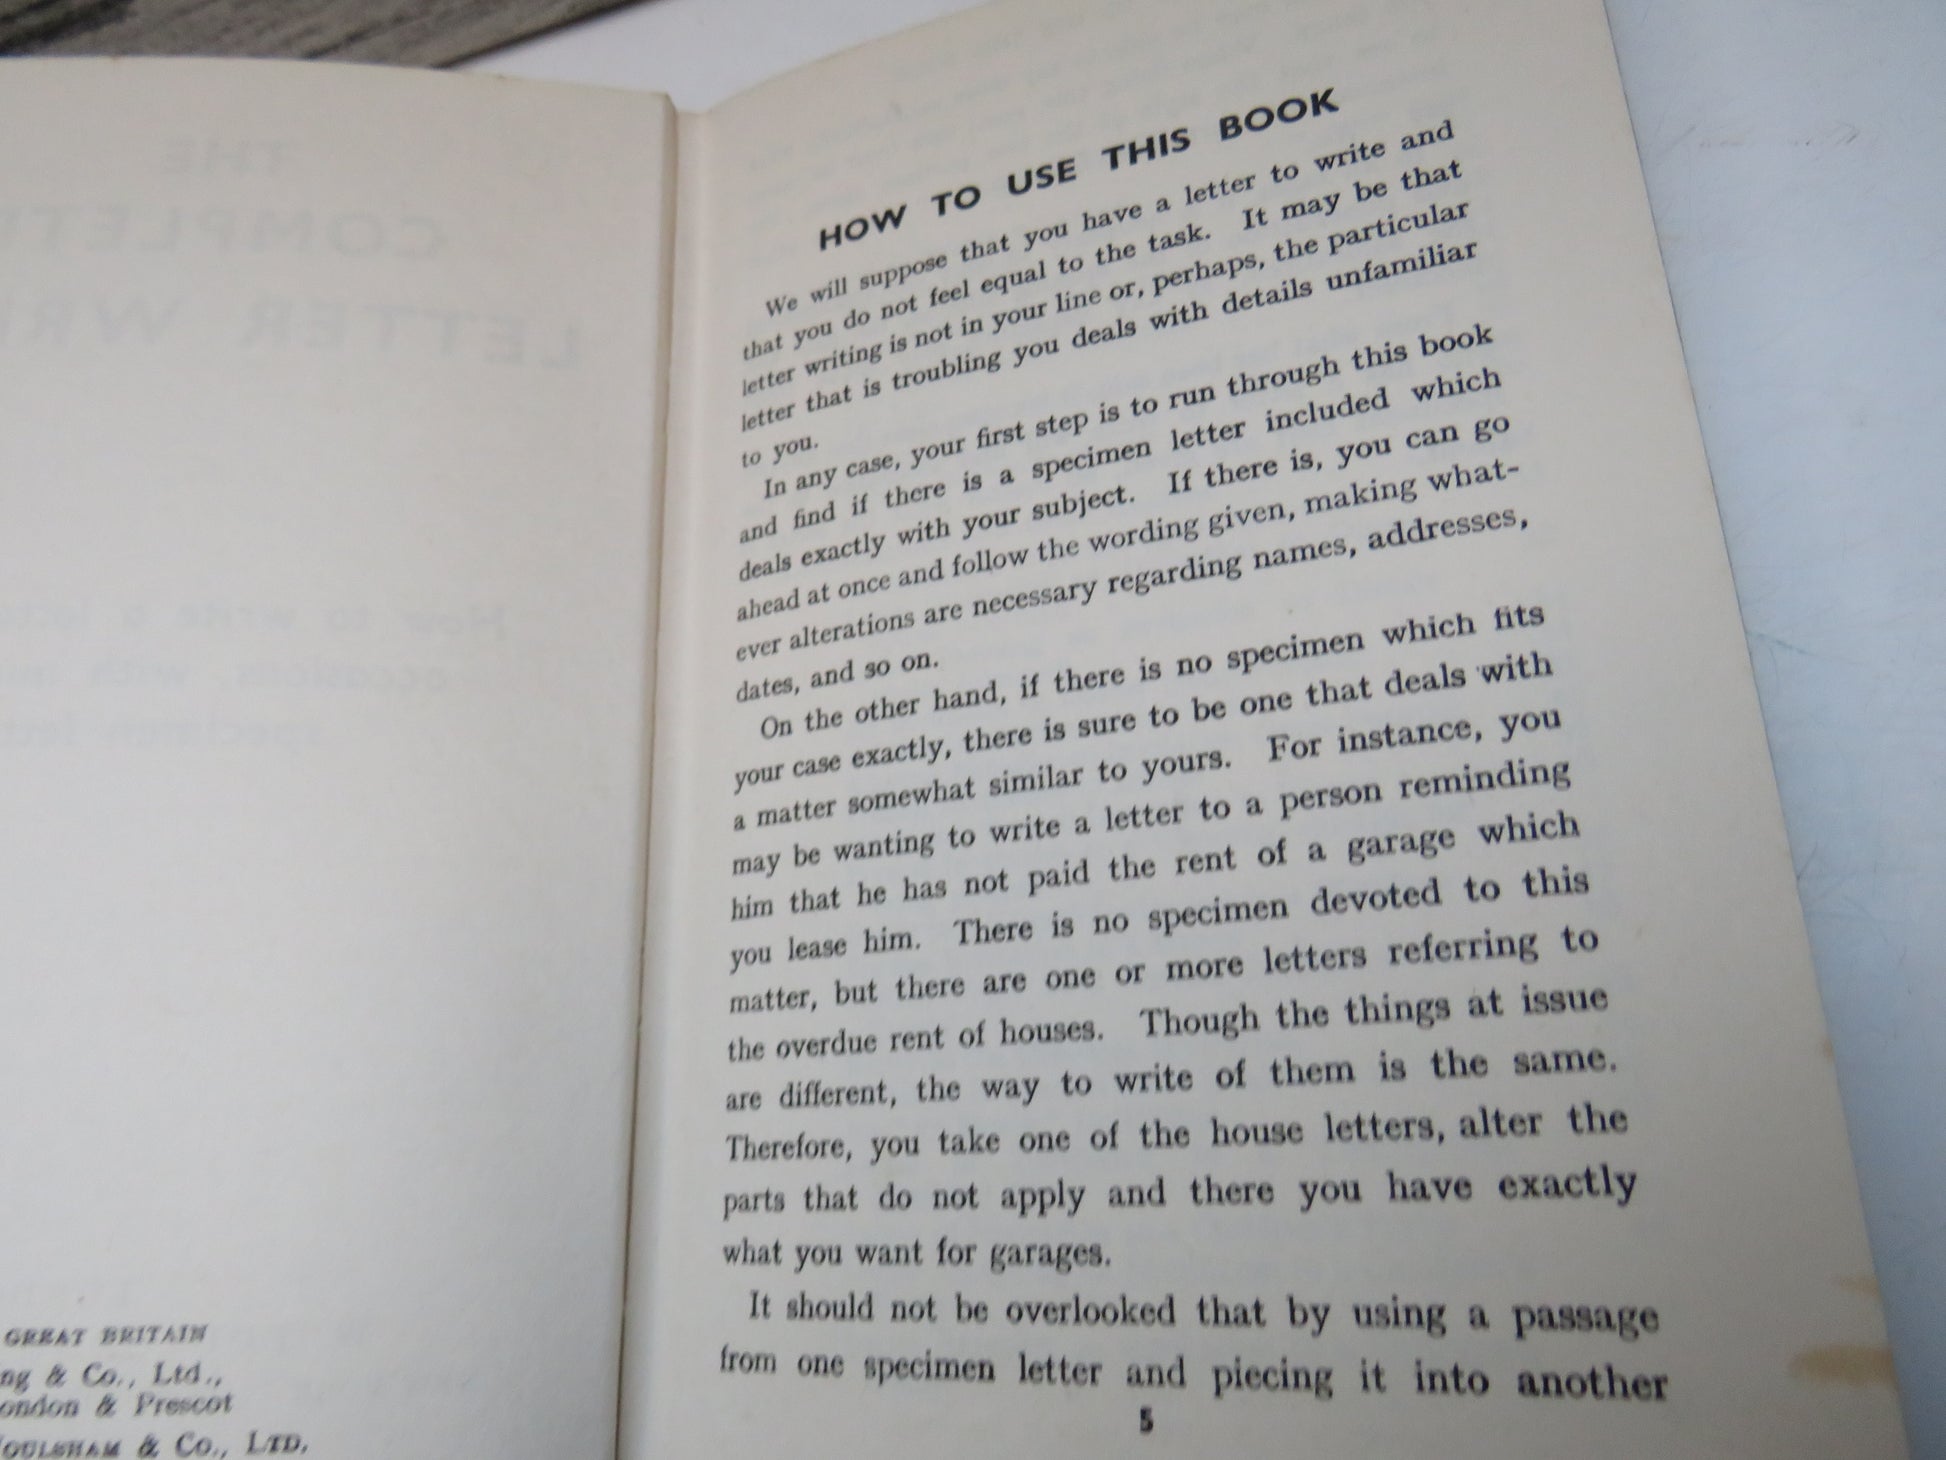 GREAT BRITAIN
& Co., Ltd.,
& Prescot
& Co., LTD,
HOW TO USE THIS BOOK
We will suppose that you have a letter to write and
that you do not feel equal to the task. It may be that
letter writing is not in your line or, perhaps, the particular
letter that is troubling you deals with details unfamiliar
to you.
In any case, your first step is to run through this book
and find if there is a specimen letter included which
deals exactly with your subject. If there is, you can go
ahead at once and follow the wording given, making what-
ever alterations are necessary regarding names, addresses,
dates, and so on.
On the other hand, if there is no specimen which fits
your case exactly, there is sure to be one that deals with
a matter somewhat similar to yours. For instance, you
may be wanting to write a letter to a person reminding
him that he has not paid the rent of a garage which
you lease him. There is no specimen devoted to this
matter, but there are one or more letters referring to
the overdue rent of houses. Though the things at issue
are different, the way to write of them is the same.
Therefore, you take one of the house letters, alter the
parts that do not apply and there you have exactly
what you want for garages.
It should not be overlooked that by using a passage
from one specimen letter and piecing it into another
5